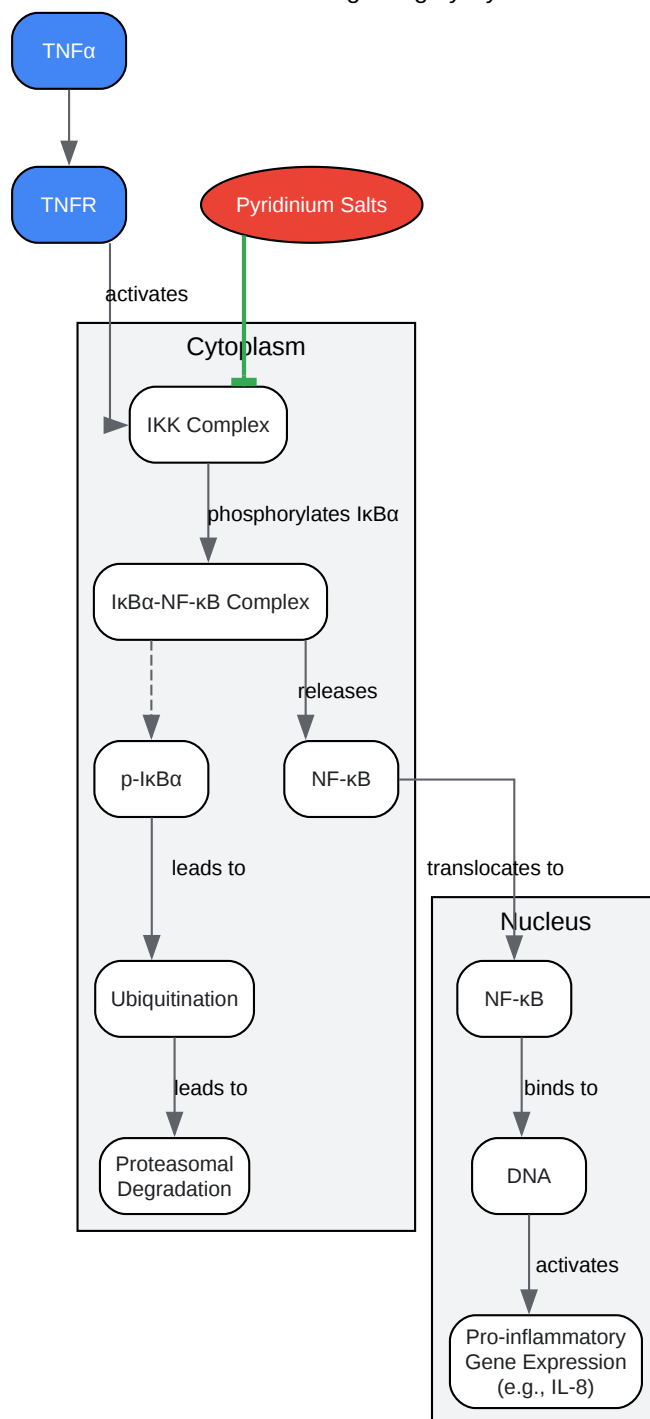 TNFα
TNFR
Pyridinium Salts
activates
Cytoplasm
IKK Complex
phosphorylates IκBα
IκBα-NF-κB Complex
releases
p-IκBα
NF-κB
leads to
translocates to
Nucleus
Ubiquitination
NF-κB
leads to
binds to
Proteasomal
Degradation
DNA
activates
Pro-inflammatory
Gene Expression
(e.g., IL-8)